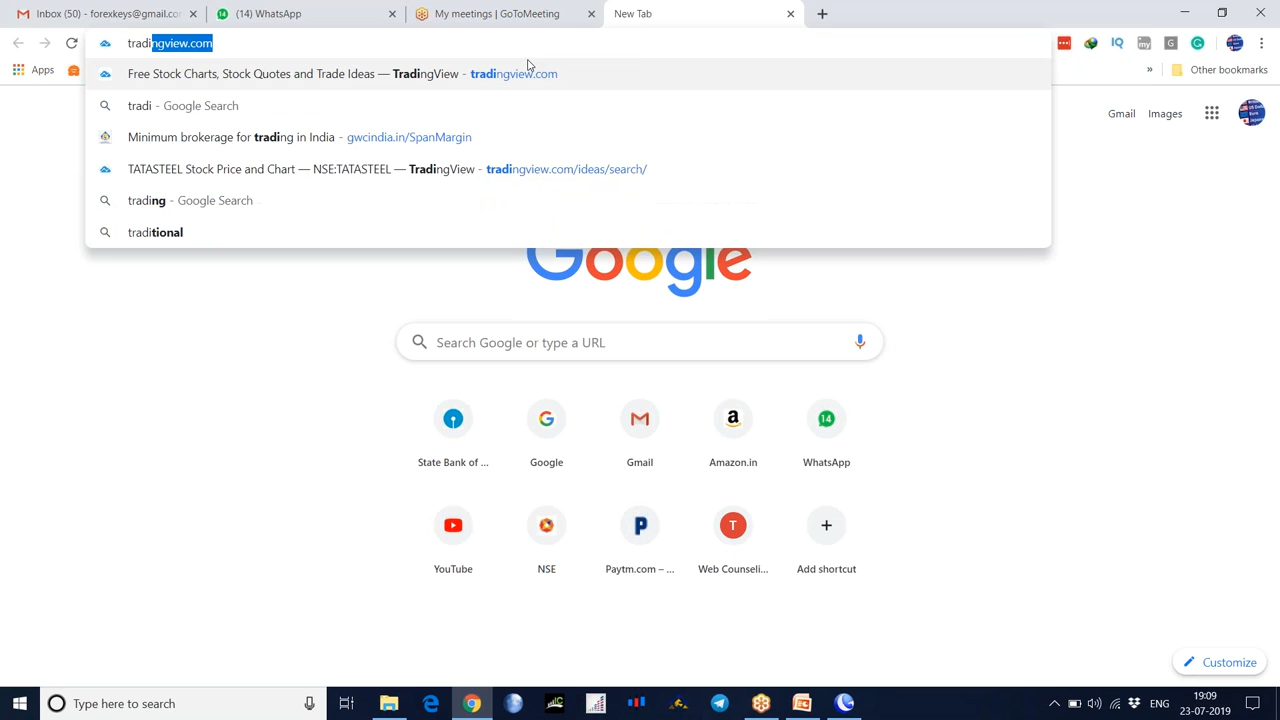 Inbox (50) - forexkeys@gmail.co
(14) WhatsApp
My meetings | GoToMeeting
New Tab
tradingview.com
Free Stock Charts, Stock Quotes and Trade Ideas — TradingView - tradingview.com
tradi - Google Search
Minimum brokerage for trading in India - gwcindia.in/SpanMargin
TATASTEEL Stock Price and Chart — NSE:TATASTEEL — TradingView - tradingview.com/ideas/search/
trading - Google Search
traditional
IQ
my
G
Apps
»
Other bookmarks
Gmail
Images
Google
Search Google or type a URL
a
14
State Bank of ...
Google
Gmail
Amazon.in
WhatsApp
P
T
YouTube
NSE
Paytm.com – ...
Web Counseli...
Add shortcut
Customize
Type here to search
ENG
19:09
23-07-2019